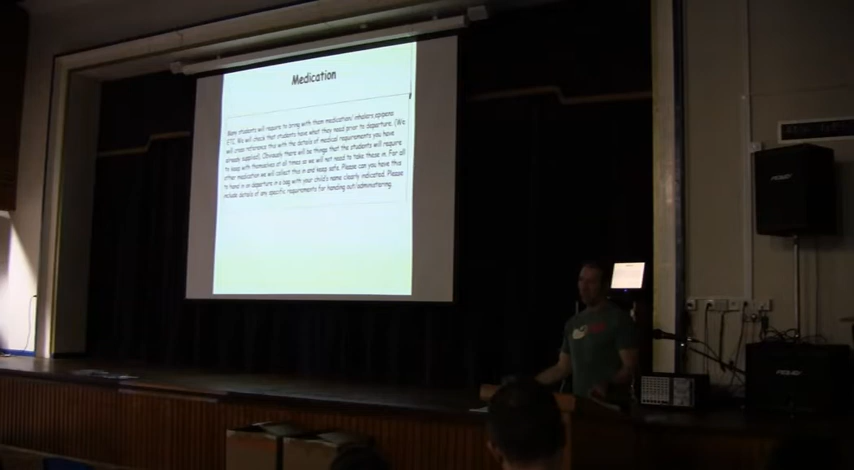 Medication
Many students will require to bring with them medication/ inhalers,epipens
ETC. We will check that students have what they need prior to departure. (We
will cross reference this with the details of medical requirements you have
already supplied). Obviously there will be things that the students will require
to keep with themselves at all times so we will not need to take these in. For all
other medication we will collect this in and keep safe. Please can you have this
to hand in on departure in a bag with your child's name clearly indicated. Please
include details of any specific requirements for handing out/administering
PEAVEY
PEAVEY